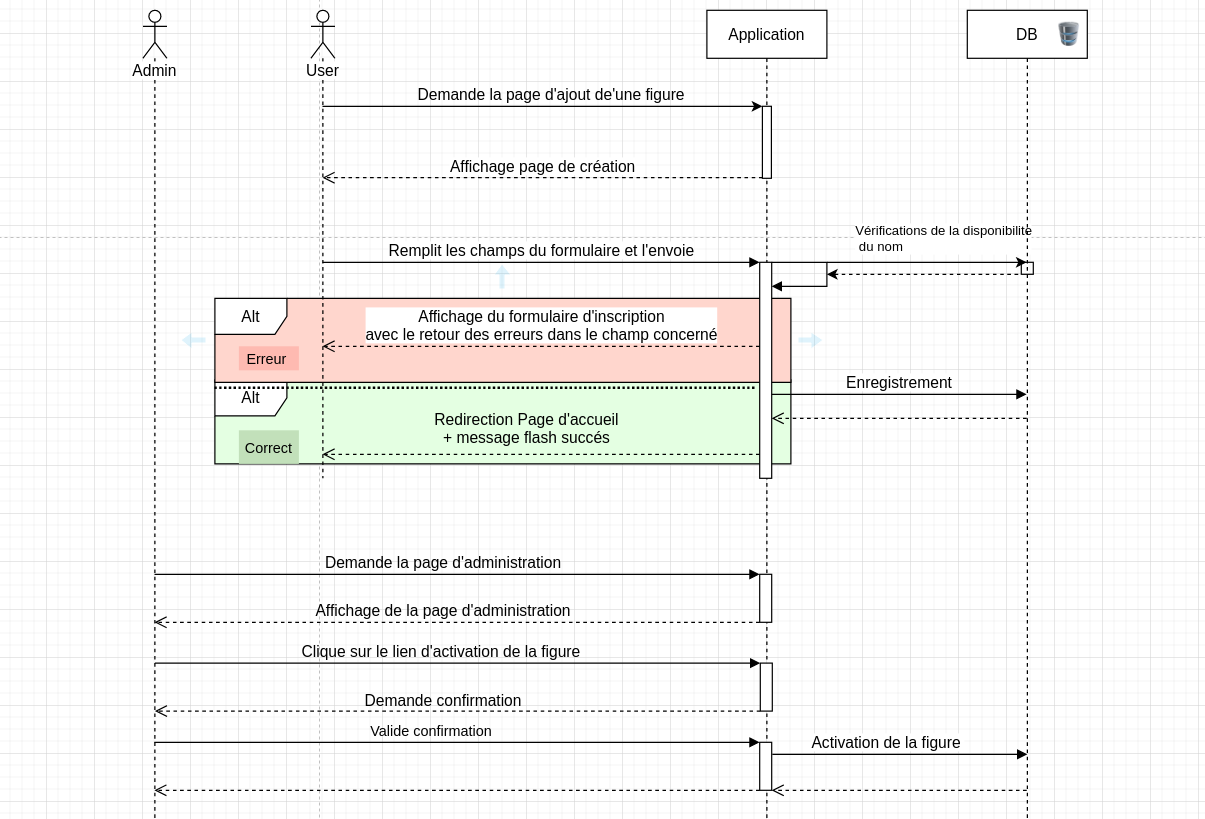 Admin
User
Application
DB
Demande la page d'ajout de'une figure
Affichage page de création
Vérifications de la disponibilité
du nom
Remplit les champs du formulaire et l'envoie
Alt
Affichage du formulaire d'inscription
avec le retour des erreurs dans le champ concerné
Erreur
Enregistrement
Alt
Redirection Page d'accueil
+ message flash succés
Correct
Demande la page d'administration
Affichage de la page d'administration
Clique sur le lien d'activation de la figure
Demande confirmation
Valide confirmation
Activation de la figure